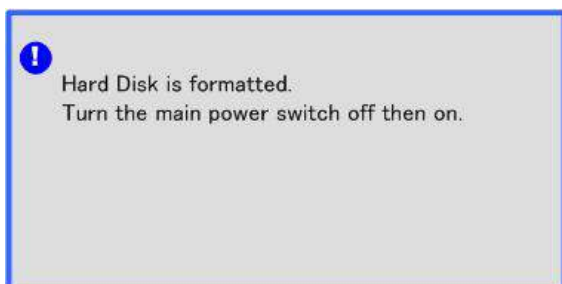 Hard Disk is formatted.
Turn the main power switch off then on.